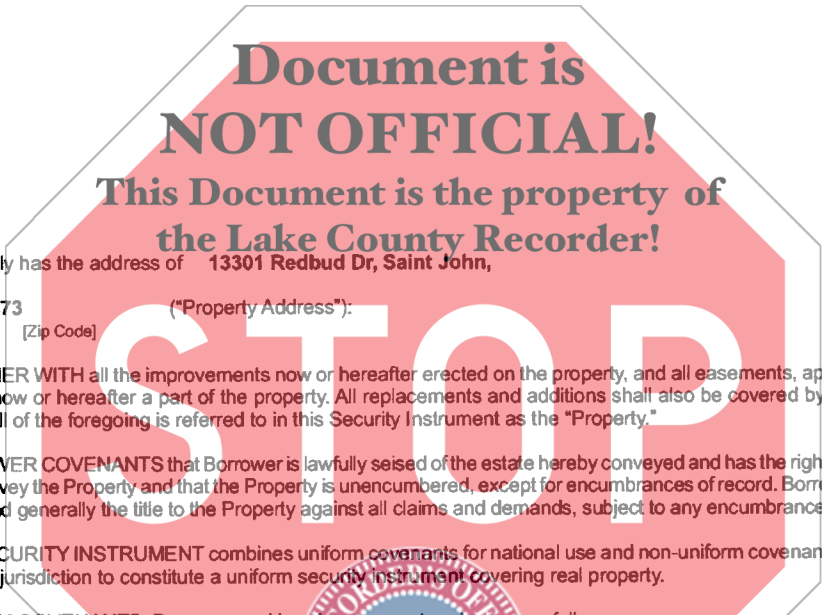 Document is
NOT OFFICIAL!
This Document is the property of
the Lake County Recorder!
ly has the address of 13301 Redbud Dr, Saint John,
73 ("Property Address"):
[Zip Code]
STOP
ER WITH all the improvements now or hereafter erected on the property, and all easements, ap
ow or hereafter a part of the property. All replacements and additions shall also be covered by
ll of the foregoing is referred to in this Security Instrument as the “Property.”
WER COVENANTS that Borrower is lawfully seised of the estate hereby conveyed and has the righ
vey the Property and that the Property is unencumbered, except for encumbrances of record. Borr
d generally the title to the Property against all claims and demands, subject to any encumbrance
CURITY INSTRUMENT combines uniform covenants for national use and non-uniform covenan
jurisdiction to constitute a uniform security instrument covering real property.